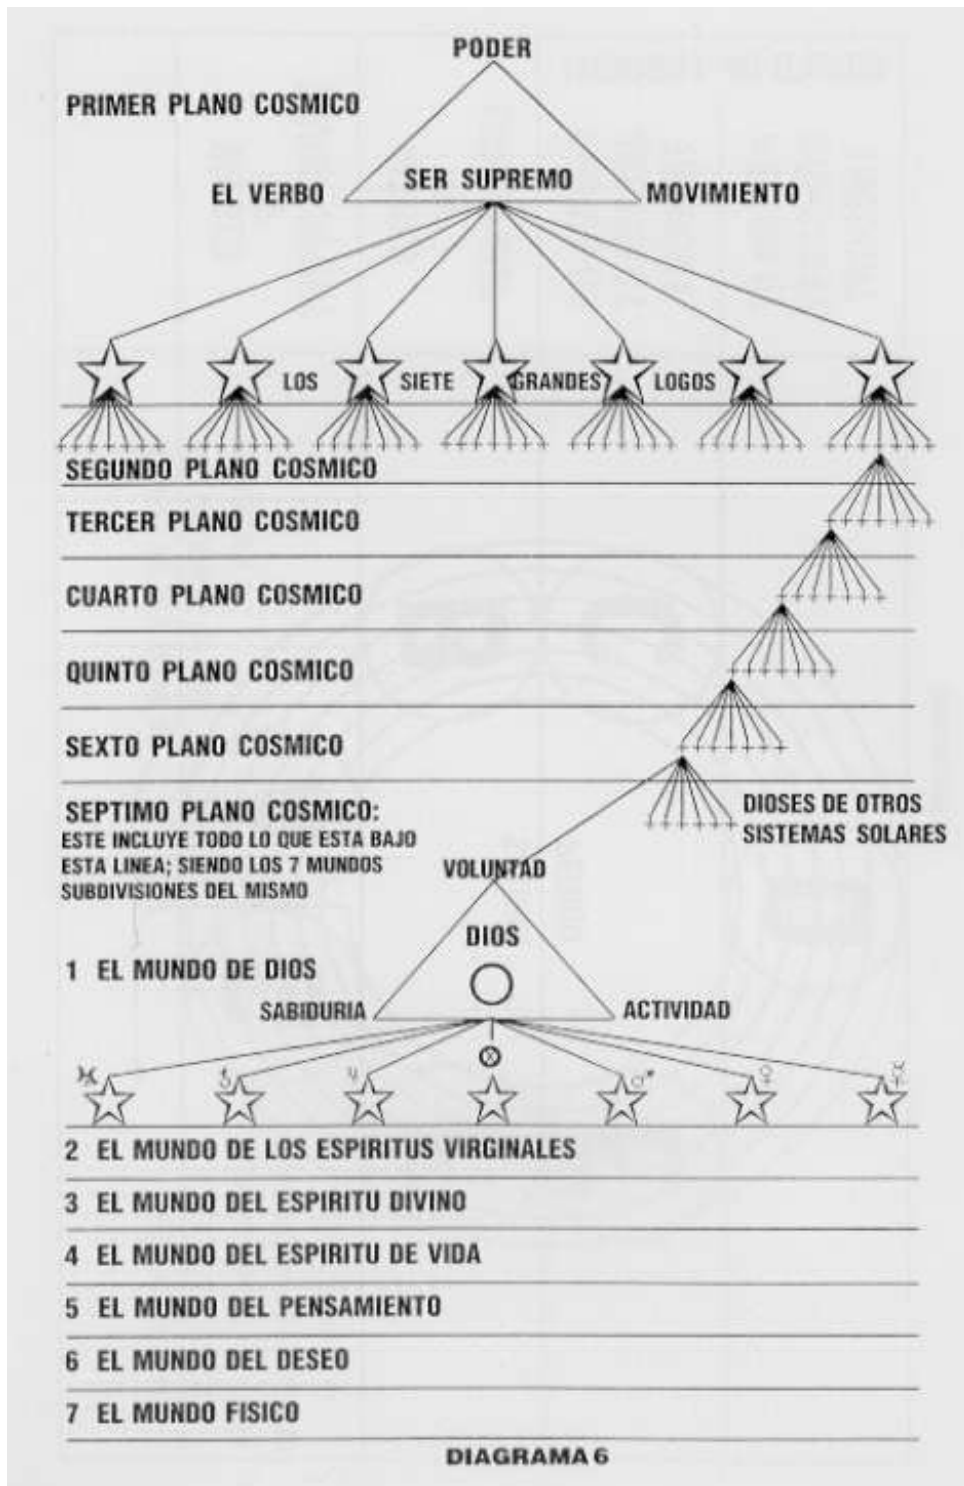 PODER
PRIMER PLANO COSMICO
SER SUPREMO
EL VERBO
MOVIMIENTO
LOS SIETE GRANDES LOGOS
SEGUNDO PLANO COSMICO
TERCER PLANO COSMICO
CUARTO PLANO COSMICO
QUINTO PLANO COSMICO
SEXTO PLANO COSMICO
SEPTIMO PLANO COSMICO:
ESTE INCLUYE TODO LO QUE ESTA BAJO
ESTA LINEA; SIENDO LOS 7 MUNDOS
SUBDIVISIONES DEL MISMO
DIOSES DE OTROS
SISTEMAS SOLARES
VOLUNTAD
DIOS
1 EL MUNDO DE DIOS
SABIDURIA
ACTIVIDAD
2 EL MUNDO DE LOS ESPIRITUS VIRGINALES
3 EL MUNDO DEL ESPIRITU DIVINO
4 EL MUNDO DEL ESPIRITU DE VIDA
5 EL MUNDO DEL PENSAMIENTO
6 EL MUNDO DEL DESEO
7 EL MUNDO FISICO
DIAGRAMA 6